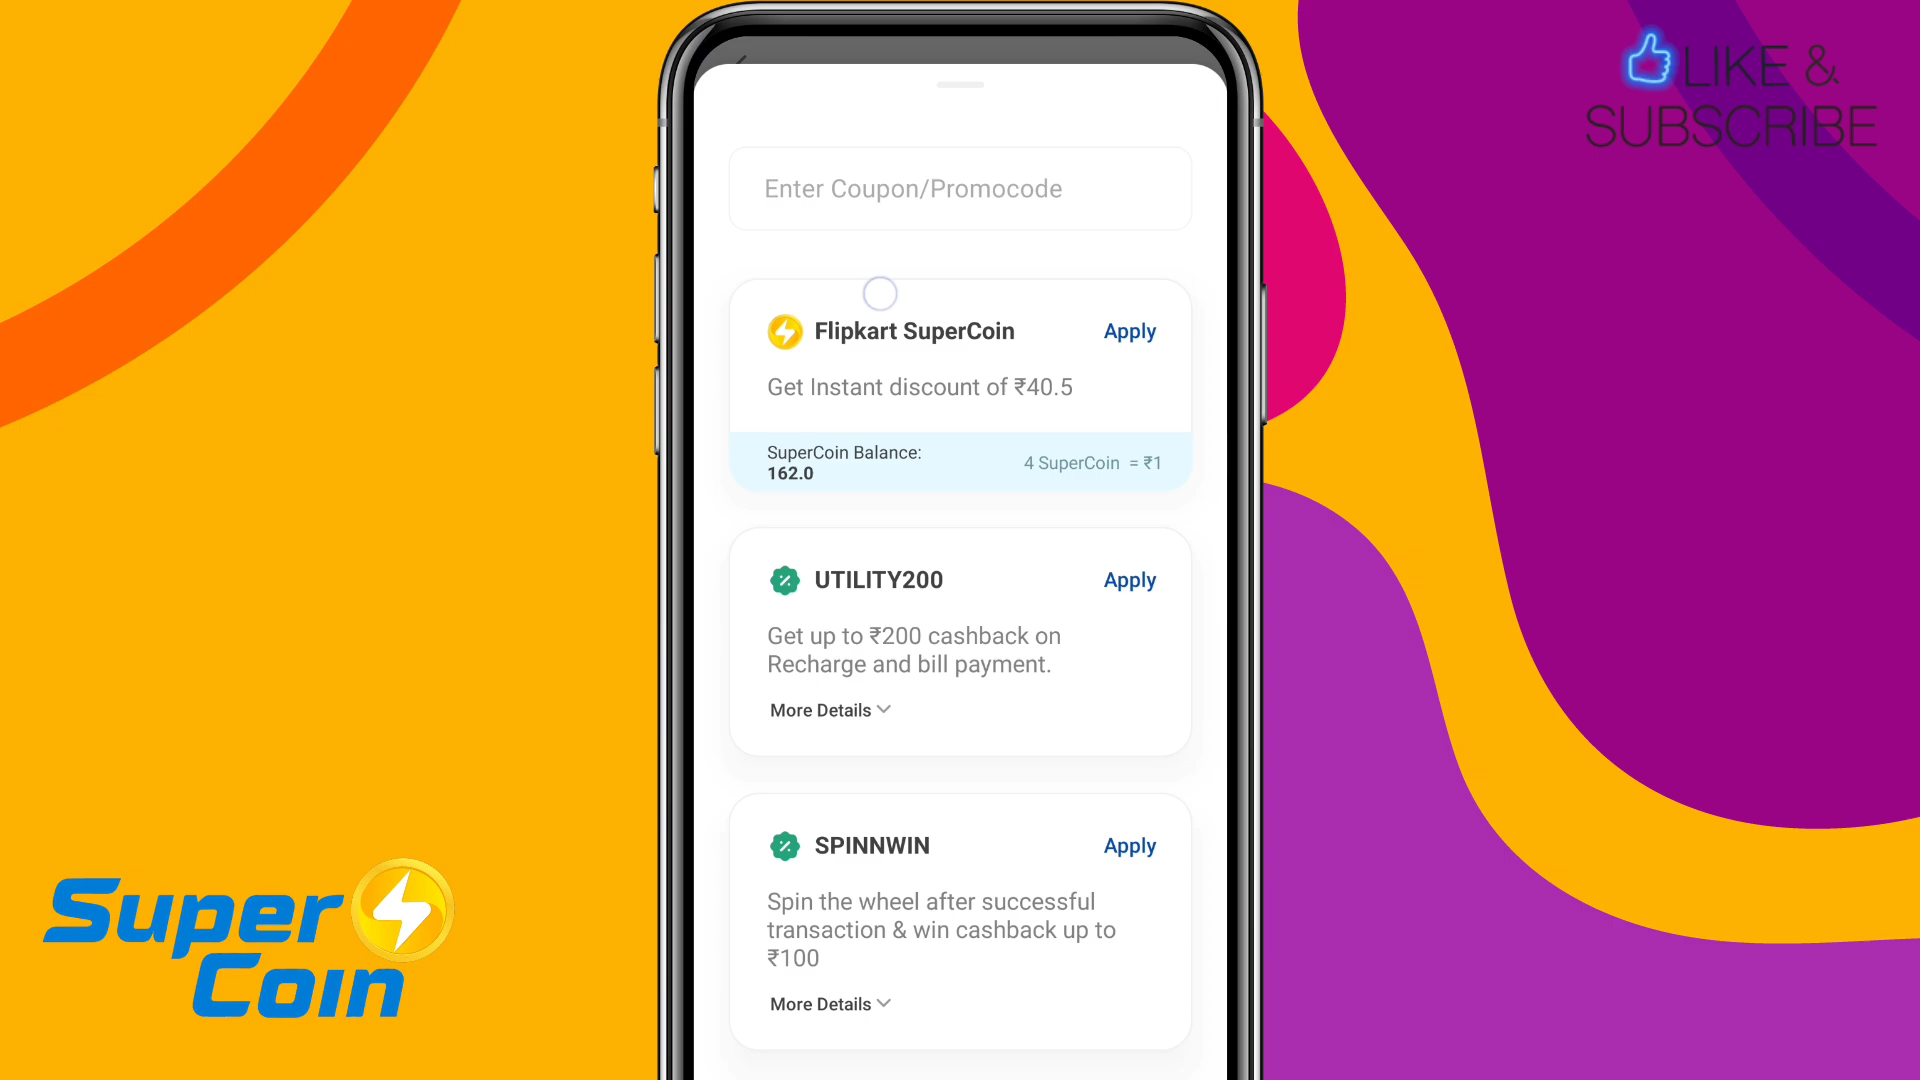 LIKE &
SUBSCRIBE
Enter Coupon/Promocode
Flipkart SuperCoin
Apply
Get Instant discount of ₹40.5
SuperCoin Balance:
162.0
4 SuperCoin = ₹1
UTILITY200
Apply
Get up to ₹200 cashback on
Recharge and bill payment.
More Details
SPINNWIN
Apply
Spin the wheel after successful
transaction & win cashback up to
₹100
More Details
Super
Coin